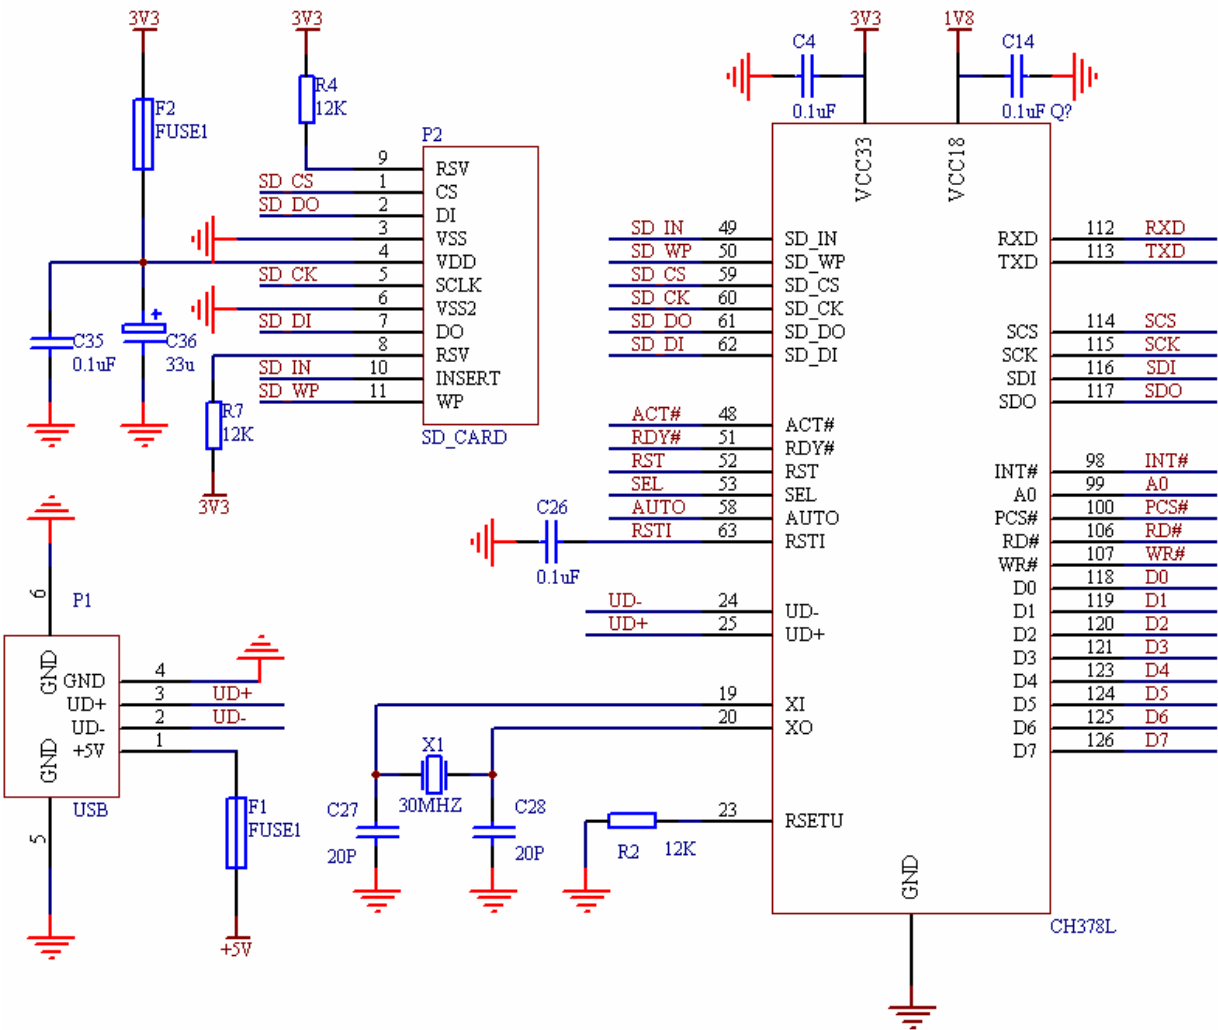 3V3
3V3
3V3
1V8
F2
FUSE1
R4
12K
C4
0.1uF
C14
0.1uF Q?
P2
9 RSV
SD_CS 1 CS
SD_DO 2 DI
3 VSS
4 VDD
SD_CK 5 SCLK
6 VSS2
SD_DI 7 DO
8 RSV
SD_IN 10 INSERT
SD_WP 11 WP
SD_CARD
C35
0.1uF
C36
33u
R7
12K
3V3
VCC33
VCC18
SD_IN 49 SD_IN
SD_WP 50 SD_WP
SD_CS 59 SD_CS
SD_CK 60 SD_CK
SD_DO 61 SD_DO
SD_DI 62 SD_DI
ACT# 48 ACT#
RDY# 51 RDY#
RST 52 RST
SEL 53 SEL
AUTO 58 AUTO
RSTI 63 RSTI
C26
0.1uF
UD- 24 UD-
UD+ 25 UD+
19 XI
20 XO
X1
30MHZ
C27
20P
C28
20P
23 RSETU
R2
12K
GND
CH378L
RXD 112 RXD
TXD 113 TXD
SCS 114 SCS
SCK 115 SCK
SDI 116 SDI
SDO 117 SDO
INT# 98 INT#
A0 99 A0
PCS# 100 PCS#
RD# 106 RD#
WR# 107 WR#
D0 118 D0
D1 119 D1
D2 120 D2
D3 121 D3
D4 123 D4
D5 124 D5
D6 125 D6
D7 126 D7
6
P1
GND
GND 4
UD+ 3 UD+
UD- 2 UD-
+5V 1
GND
USB
5
F1
FUSE1
+5V